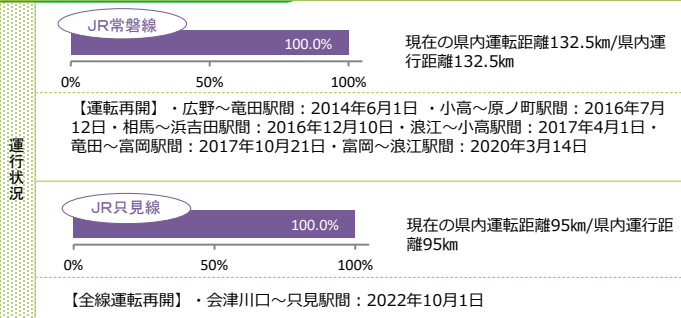 運行状況
JR常磐線
100.0%
0% 50% 100%
現在の県内運転距離132.5㎞/県内運
行距離132.5㎞
【運転再開】・広野～竜田駅間：2014年6月1日 ・小高～原ノ町駅間：2016年7月
12日・相馬～浜吉田駅間：2016年12月10日・浪江～小高駅間：2017年4月1日・
竜田～富岡駅間：2017年10月21日・富岡～浪江駅間：2020年3月14日
JR只見線
100.0%
0% 50% 100%
現在の県内運転距離95㎞/県内運行距
離95㎞
【全線運転再開】・会津川口～只見駅間：2022年10月1日